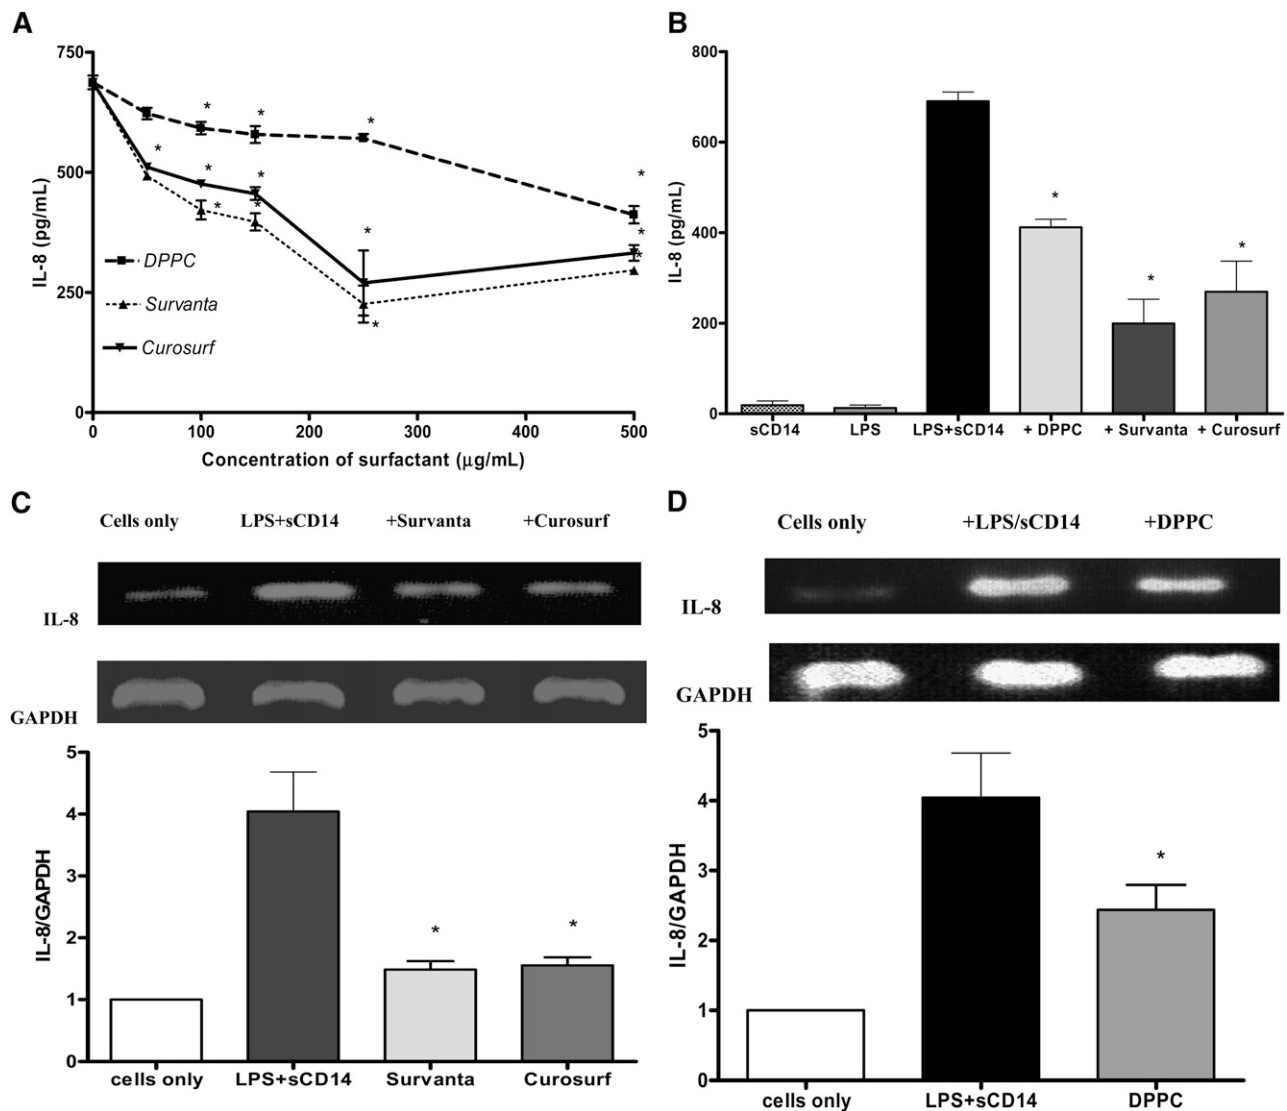 A
750
500
250
0
IL-8 (pg/mL)
DPPC
Survanta
Curosurf
* * * * * * * * * * * * *
0 100 200 300 400 500
Concentration of surfactant (μg/mL)
B
800
600
400
200
0
IL-8 (pg/mL)
* * *
sCD14 LPS LPS+sCD14 + DPPC + Survanta + Curosurf
C
Cells only LPS+sCD14 +Survanta +Curosurf
IL-8
GAPDH
5
4
3
2
1
0
IL-8/GAPDH
* *
cells only LPS+sCD14 Survanta Curosurf
D
Cells only +LPS/sCD14 +DPPC
IL-8
GAPDH
5
4
3
2
1
0
IL-8/GAPDH
*
cells only LPS+sCD14 DPPC